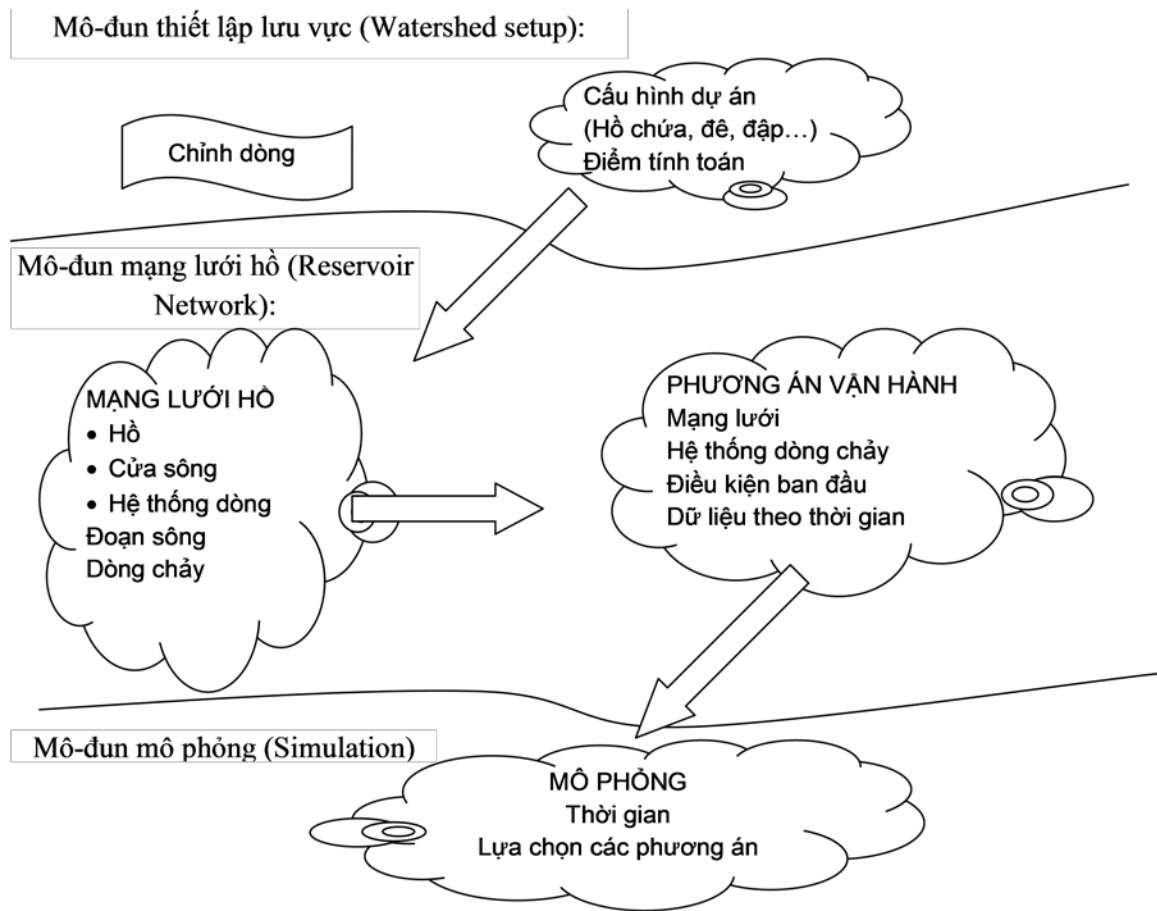 Mô-đun thiết lập lưu vực (Watershed setup):
Cấu hình dự án
(Hồ chứa, đê, đập...)
Điểm tính toán
Chỉnh dòng
Mô-đun mạng lưới hồ (Reservoir
Network):
MẠNG LƯỚI HỒ
• Hồ
• Cửa sông
• Hệ thống dòng
Đoạn sông
Dòng chảy
PHƯƠNG ÁN VẬN HÀNH
Mạng lưới
Hệ thống dòng chảy
Điều kiện ban đầu
Dữ liệu theo thời gian
Mô-đun mô phỏng (Simulation)
MÔ PHỎNG
Thời gian
Lựa chọn các phương án